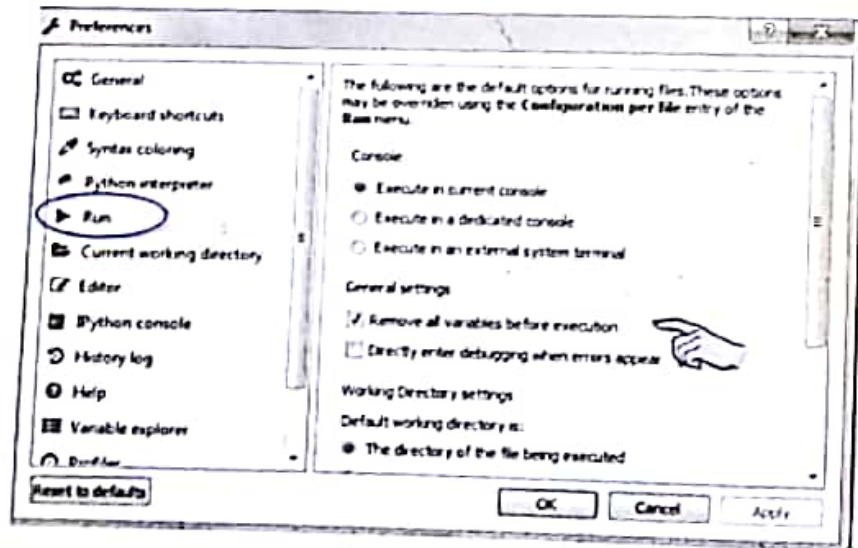 Preferences
General
Keyboard shortcuts
Syntax coloring
Python interpreter
Run
Current working directory
Editor
IPython console
History log
Help
Variable explorer
Profiler
Reset to defaults
The following are the default options for running files. These options
may be overriden using the Configuration per file entry of the
Run menu.
Console
Execute in current console
Execute in a dedicated console
Execute in an external system terminal
General settings
Remove all variables before execution
Directly enter debugging when errors appear
Working Directory settings
Default working directory is:
The directory of the file being executed
OK
Cancel
Apply